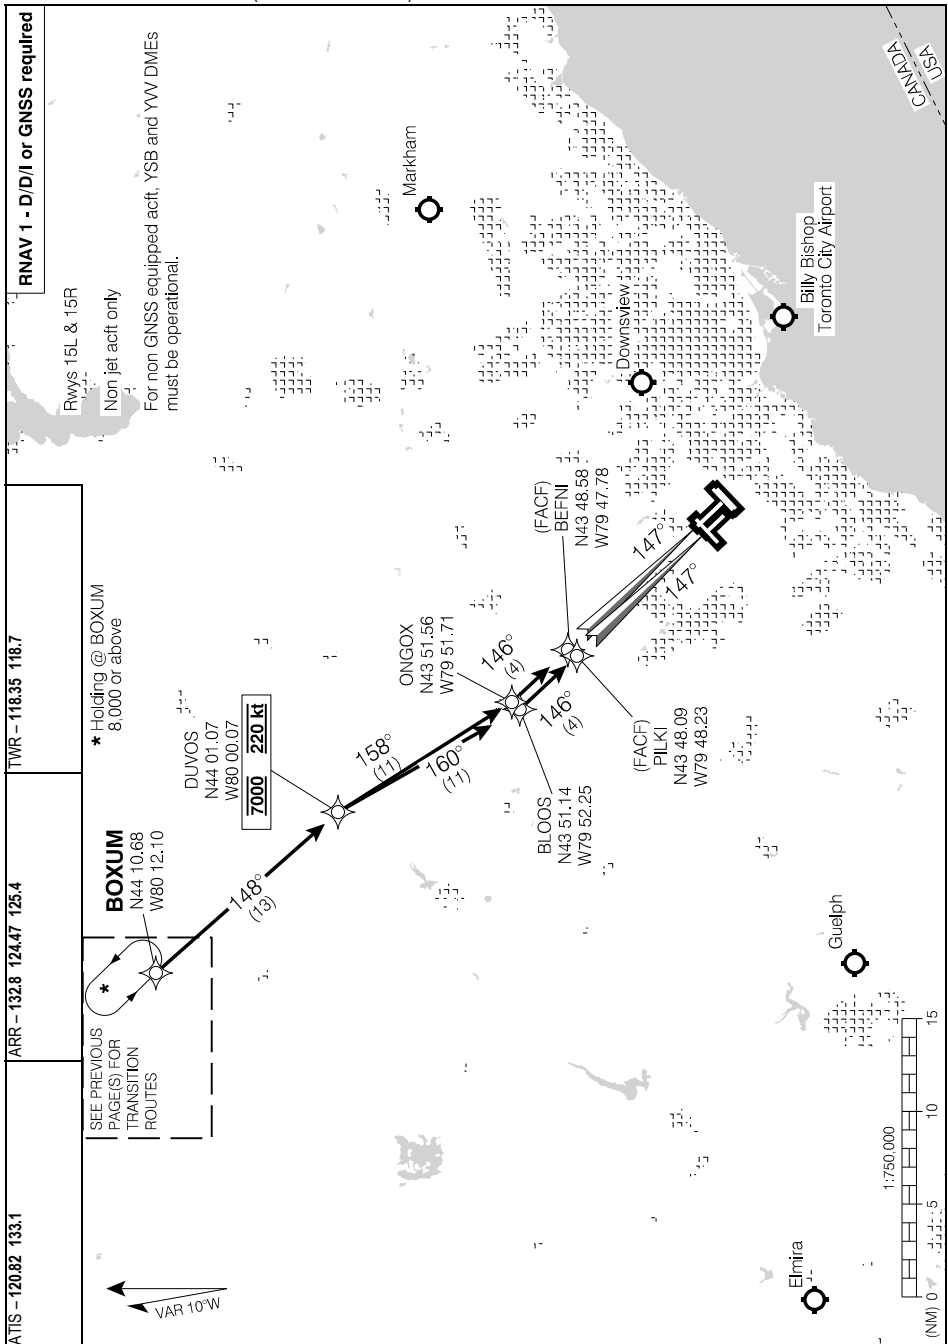 ATIS – 120.82 133.1
ARR – 132.8 124.47 125.4
TWR – 118.35 118.7
RNAV 1 - D/D/I or GNSS required
Rwys 15L & 15R
Non jet acft only
For non GNSS equipped acft, YSB and YVV DMEs
must be operational.
* Holding @ BOXUM
8,000 or above
SEE PREVIOUS
PAGE(S) FOR
TRANSITION
ROUTES
*
BOXUM
N44 10.68
W80 12.10
148°
(13)
DUVOS
N44 01.07
W80 00.07
7000 220 kt
158°
(11)
160°
(11)
ONGOX
N43 51.56
W79 51.71
146°
(4)
BLOOS
N43 51.14
W79 52.25
146°
(4)
(FACF)
BEFNI
N43 48.58
W79 47.78
(FACF)
PILKI
N43 48.09
W79 48.23
147°
147°
Markham
Downsview
Billy Bishop
Toronto City Airport
Guelph
Elmira
CANADA
USA
VAR 10°W
1:750,000
(NM) 0 5 10 15